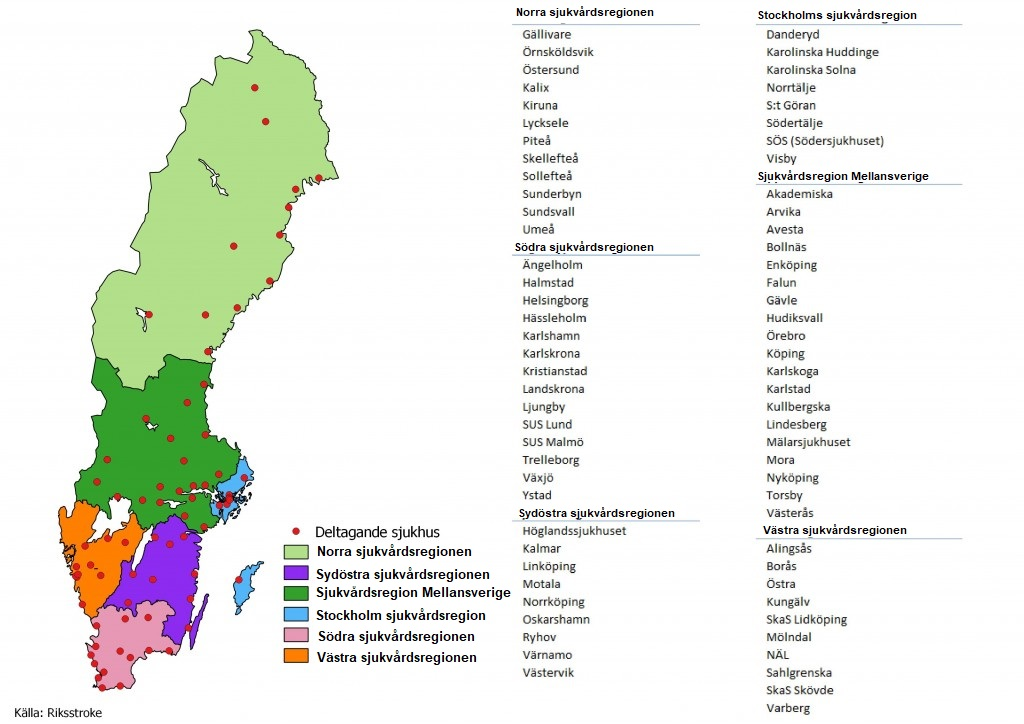 Norra sjukvårdsregionen
Gällivare
Örnsköldsvik
Östersund
Kalix
Kiruna
Lycksele
Piteå
Skellefteå
Sollefteå
Sunderbyn
Sundsvall
Umeå
Södra sjukvårdsregionen
Ängelholm
Halmstad
Helsingborg
Hässleholm
Karlshamn
Karlskrona
Kristianstad
Landskrona
Ljungby
SUS Lund
SUS Malmö
Trelleborg
Växjö
Ystad
Sydöstra sjukvårdsregionen
Höglandssjukhuset
Kalmar
Linköping
Motala
Norrköping
Oskarshamn
Ryhov
Värnamo
Västervik
Stockholms sjukvårdsregion
Danderyd
Karolinska Huddinge
Karolinska Solna
Norrtälje
S:t Göran
Södertälje
SÖS (Södersjukhuset)
Visby
Sjukvårdsregion Mellansverige
Akademiska
Arvika
Avesta
Bollnäs
Enköping
Falun
Gävle
Hudiksvall
Örebro
Köping
Karlskoga
Karlstad
Kullbergska
Lindesberg
Mälarsjukhuset
Mora
Nyköping
Torsby
Västerås
Västra sjukvårdsregionen
Alingsås
Borås
Östra
Kungälv
SkaS Lidköping
Mölndal
NÄL
Sahlgrenska
SkaS Skövde
Varberg
Deltagande sjukhus
Norra sjukvårdsregionen
Sydöstra sjukvårdsregionen
Sjukvårdsregion Mellansverige
Stockholm sjukvårdsregion
Södra sjukvårdsregionen
Västra sjukvårdsregionen
Källa: Riksstroke